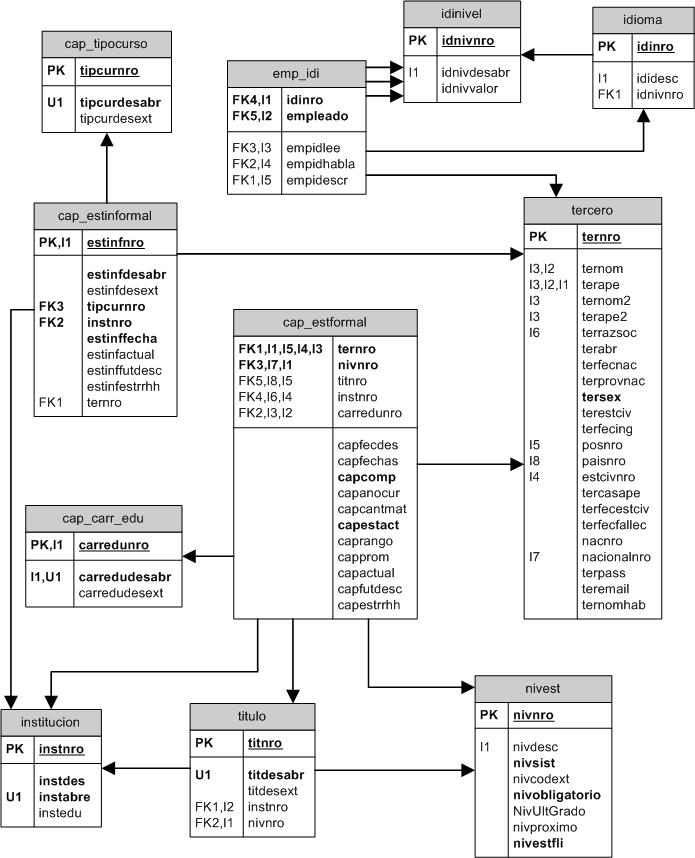 cap_tipocurso
PK tipcurnro
U1 tipcurdesabr
tipcurdesext
emp_idi
FK4,I1 idinro
FK5,I2 empleado
FK3,I3 empidlee
FK2,I4 empidhabla
FK1,I5 empidescr
idinivel
PK idnivnro
I1 idnivdesabr
idnivvalor
idioma
PK idinro
I1 ididesc
FK1 idnivnro
cap_estinformal
PK,I1 estinfnro
estinfdesabr
estinfdesext
FK3 tipcurnro
FK2 instnro
estinffecha
estinfactual
estinffutdesc
estinfestrrhh
FK1 ternro
cap_estformal
FK1,I1,I5,I4,I3 ternro
FK3,I7,I1 nivnro
FK5,I8,I5 titnro
FK4,I6,I4 instnro
FK2,I3,I2 carredunro
capfecdes
capfechas
capcomp
capanocur
capcantmat
capestact
caprango
capprom
capactual
capfutdesc
capestrrhh
tercero
PK ternro
I3,I2 ternom
I3,I2,I1 terape
I3 ternom2
I3 terape2
I6 terrazsoc
terabr
terfecnac
terprovnac
tersex
terestciv
terfecing
I5 posnro
I8 paisnro
I4 estcivnro
tercasape
terfecestciv
terfecfallec
nacnro
I7 nacionalnro
terpass
teremail
ternomhab
cap_carr_edu
PK,I1 carredunro
I1,U1 carredudesabr
carredudesext
institucion
PK instnro
instdes
U1 instabre
instedu
titulo
PK titnro
U1 titdesabr
titdesext
FK1,I2 instnro
FK2,I1 nivnro
nivest
PK nivnro
I1 nivdesc
nivsist
nivcodext
nivobligatorio
NivUltGrado
nivproximo
nivestfli